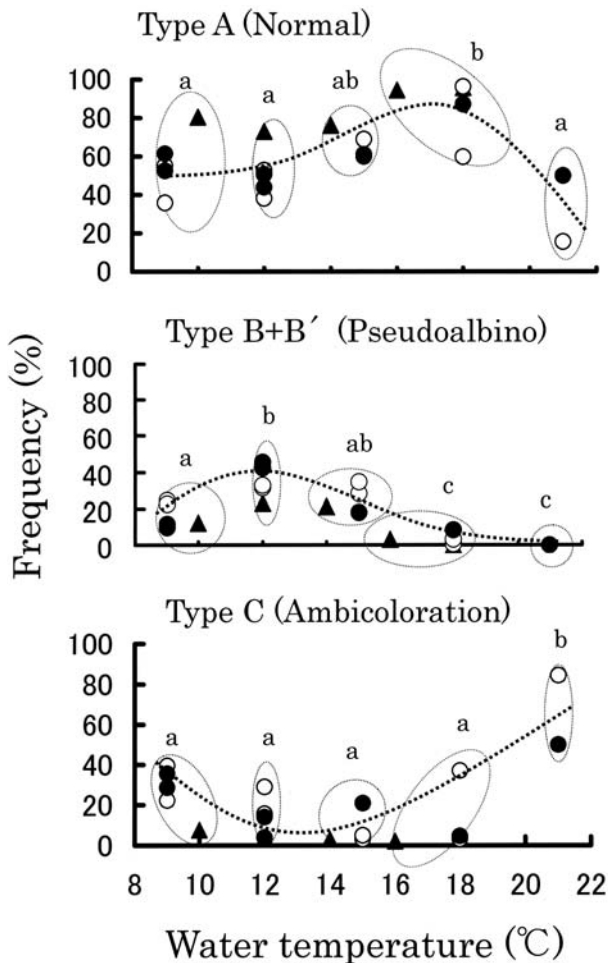 Type A (Normal)
a
a
ab
b
a
100
80
60
40
20
0
Type B+B´ (Pseudoalbino)
a
b
ab
c
c
100
80
60
40
20
0
Type C (Ambicoloration)
a
a
a
a
b
100
80
60
40
20
0
8 10 12 14 16 18 20 22
Water temperature (℃)
Frequency (%)